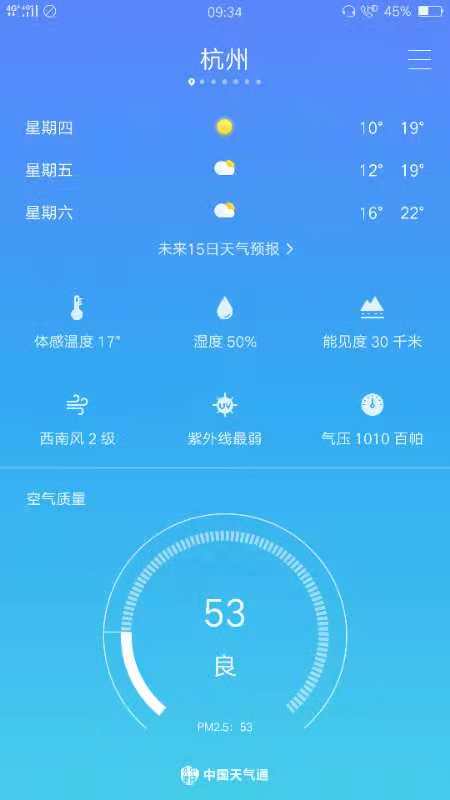 4G⁺ 4G 09:34 45%
杭州
星期四 10° 19°
星期五 12° 19°
星期六 16° 22°
未来15日天气预报 >
体感温度 17° 湿度 50% 能见度 30 千米
UV
西南风 2 级 紫外线最弱 气压 1010 百帕
空气质量
53
良
PM2.5: 53
中国天气通